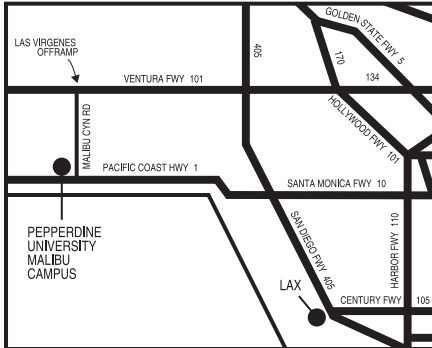 GOLDEN STATE FWY 5
LAS VIRGENES
OFFRAMP
405
170
134
VENTURA FWY 101
MALIBU CYN RD
HOLLYWOOD FWY
101
PACIFIC COAST HWY 1
SANTA MONICA FWY 10
PEPPERDINE
UNIVERSITY
MALIBU
CAMPUS
SAN DIEGO FWY 405
HARBOR FWY 110
LAX
CENTURY FWY 105